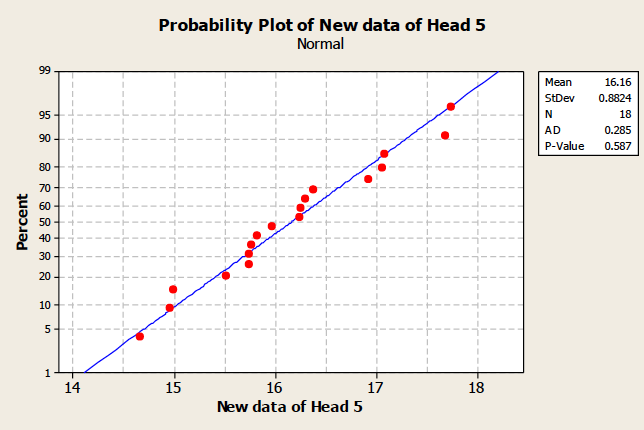 Probability Plot of New data of Head 5
Normal
99
95
90
80
70
60
50
40
30
20
10
5
1
Percent
14 15 16 17 18
New data of Head 5
Mean 16.16
StDev 0.8824
N 18
AD 0.285
P-Value 0.587